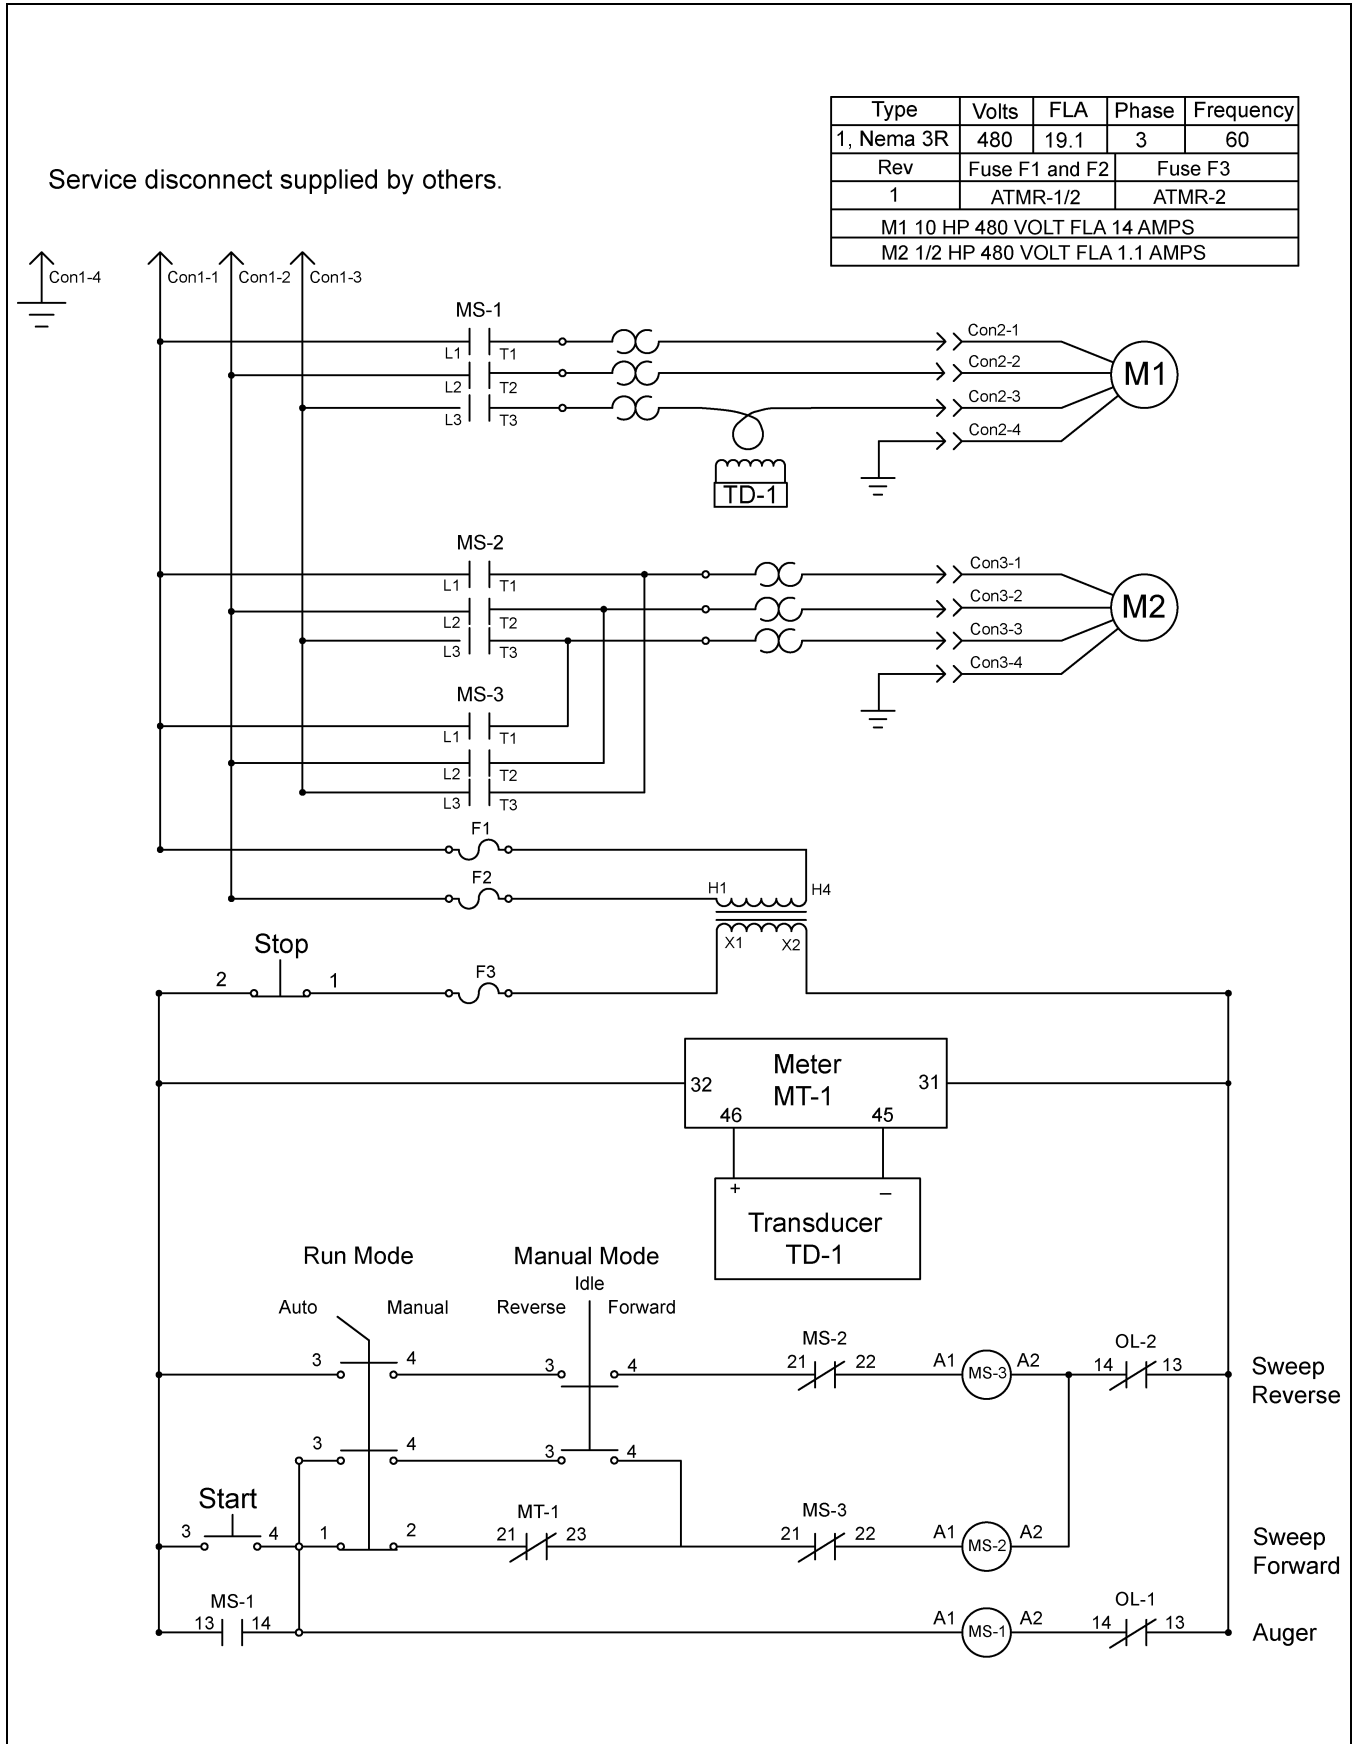 Type Volts FLA Phase Frequency
1, Nema 3R 480 19.1 3 60
Rev Fuse F1 and F2 Fuse F3
1 ATMR-1/2 ATMR-2
M1 10 HP 480 VOLT FLA 14 AMPS
M2 1/2 HP 480 VOLT FLA 1.1 AMPS
Service disconnect supplied by others.
Con1-4 Con1-1 Con1-2 Con1-3
MS-1
L1 T1
L2 T2
L3 T3
Con2-1
Con2-2
Con2-3
Con2-4
M1
TD-1
MS-2
L1 T1
L2 T2
L3 T3
Con3-1
Con3-2
Con3-3
Con3-4
M2
MS-3
L1 T1
L2 T2
L3 T3
F1
F2
H1 H4
X1 X2
Stop
2 1
F3
Meter
MT-1
32 31
46 45
+ –
Transducer
TD-1
Run Mode
Auto Manual
Manual Mode
Idle
Reverse Forward
3 4 3 4
MS-2
21 22
A1 MS-3 A2
OL-2
14 13
Sweep
Reverse
3 4 3 4
Start
3 4 1 2
MT-1
21 23
MS-3
21 22
A1 MS-2 A2
Sweep
Forward
MS-1
13 14
A1 MS-1 A2
OL-1
14 13
Auger